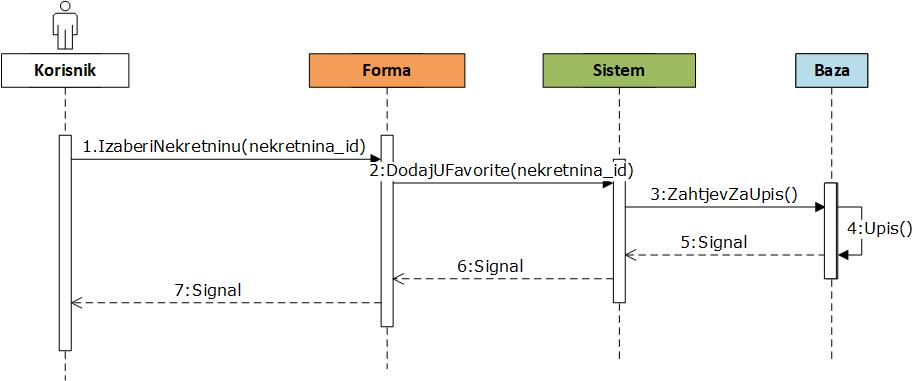 Korisnik
Forma
Sistem
Baza
1.IzaberiNekretninu(nekretnina_id)
2:DodajUFavorite(nekretnina_id)
3:ZahtjevZaUpis()
4:Upis()
5:Signal
6:Signal
7:Signal